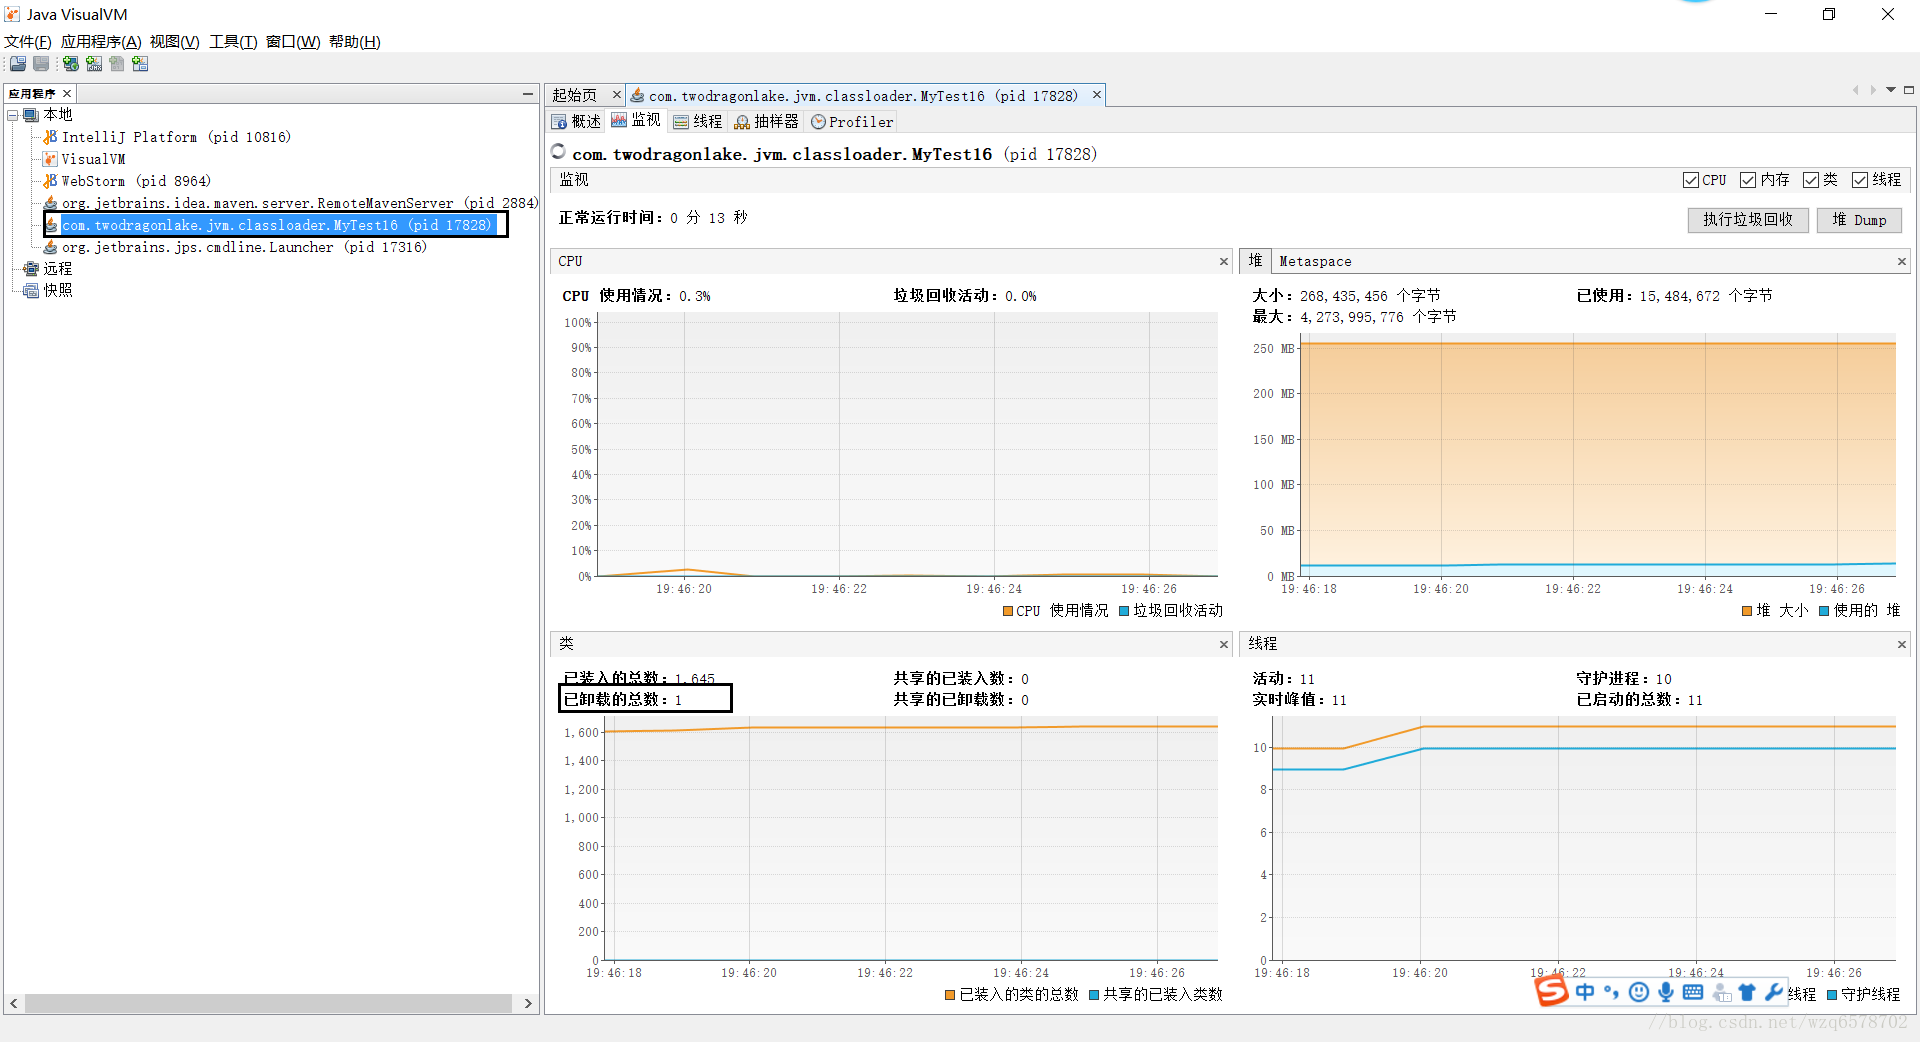 Java VisualVM
文件(F) 应用程序(A) 视图(V) 工具(T) 窗口(W) 帮助(H)
应用程序
本地
IntelliJ Platform (pid 10816)
VisualVM
WebStorm (pid 8964)
org.jetbrains.idea.maven.server.RemoteMavenServer (pid 2884)
com.twodragonlake.jvm.classloader.MyTest16 (pid 17828)
org.jetbrains.jps.cmdline.Launcher (pid 17316)
远程
快照
起始页 com.twodragonlake.jvm.classloader.MyTest16 (pid 17828)
概述 监视 线程 抽样器 Profiler
com.twodragonlake.jvm.classloader.MyTest16 (pid 17828)
监视 CPU 内存 类 线程
正常运行时间：0 分 13 秒 执行垃圾回收 堆 Dump
CPU
CPU 使用情况：0.3% 垃圾回收活动：0.0%
100%
90%
80%
70%
60%
50%
40%
30%
20%
10%
0%
19:46:20 19:46:22 19:46:24 19:46:26
CPU 使用情况 垃圾回收活动
堆 Metaspace
大小：268,435,456 个字节 已使用：15,484,672 个字节
最大：4,273,995,776 个字节
250 MB
200 MB
150 MB
100 MB
50 MB
0 MB
19:46:18 19:46:20 19:46:22 19:46:24 19:46:26
堆 大小 使用的 堆
类
已装入的总数：1,645 共享的已装入数：0
已卸载的总数：1 共享的已卸载数：0
1,600
1,400
1,200
1,000
800
600
400
200
0
19:46:18 19:46:20 19:46:22 19:46:24 19:46:26
已装入的类的总数 共享的已装入类数
线程
活动：11 守护进程：10
实时峰值：11 已启动的总数：11
10
8
6
4
2
0
19:46:18 19:46:20 19:46:22 19:46:24 19:46:26
S 中 线程 守护线程
//blog.csdn.net/wzq6578702